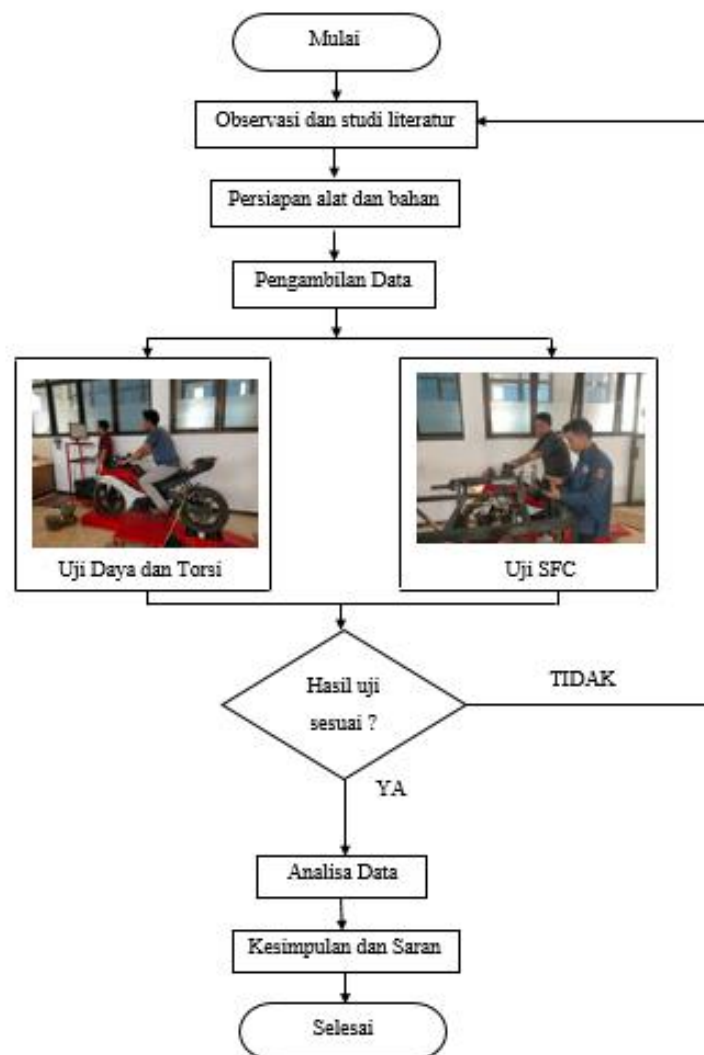 Mulai
Observasi dan studi literatur
Persiapan alat dan bahan
Pengambilan Data
Uji Daya dan Torsi
Uji SFC
Hasil uji
sesuai ?
TIDAK
YA
Analisa Data
Kesimpulan dan Saran
Selesai